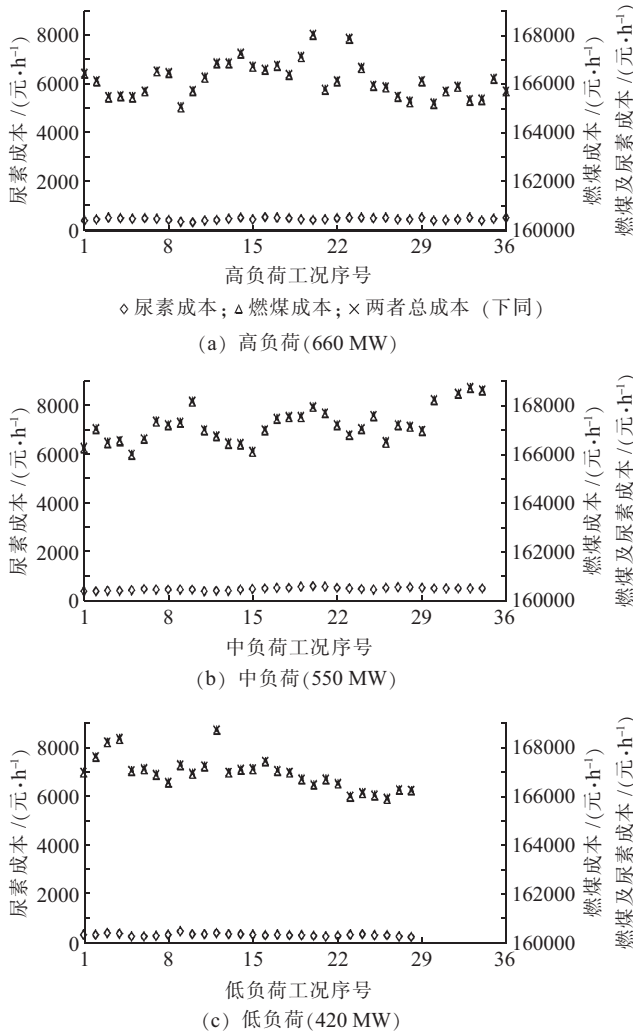 8000
6000
4000
2000
0
尿素成本/(元·h⁻¹)
168000
166000
164000
162000
160000
燃煤成本/(元·h⁻¹)
燃煤及尿素成本/(元·h⁻¹)
1 8 15 22 29 36
高负荷工况序号
◇尿素成本；△燃煤成本；×两者总成本 (下同)
(a) 高负荷(660 MW)
8000
6000
4000
2000
0
尿素成本/(元·h⁻¹)
168000
166000
164000
162000
160000
燃煤成本/(元·h⁻¹)
燃煤及尿素成本/(元·h⁻¹)
1 8 15 22 29 36
中负荷工况序号
(b) 中负荷(550 MW)
8000
6000
4000
2000
0
尿素成本/(元·h⁻¹)
168000
166000
164000
162000
160000
燃煤成本/(元·h⁻¹)
燃煤及尿素成本/(元·h⁻¹)
1 8 15 22 29 36
低负荷工况序号
(c) 低负荷(420 MW)